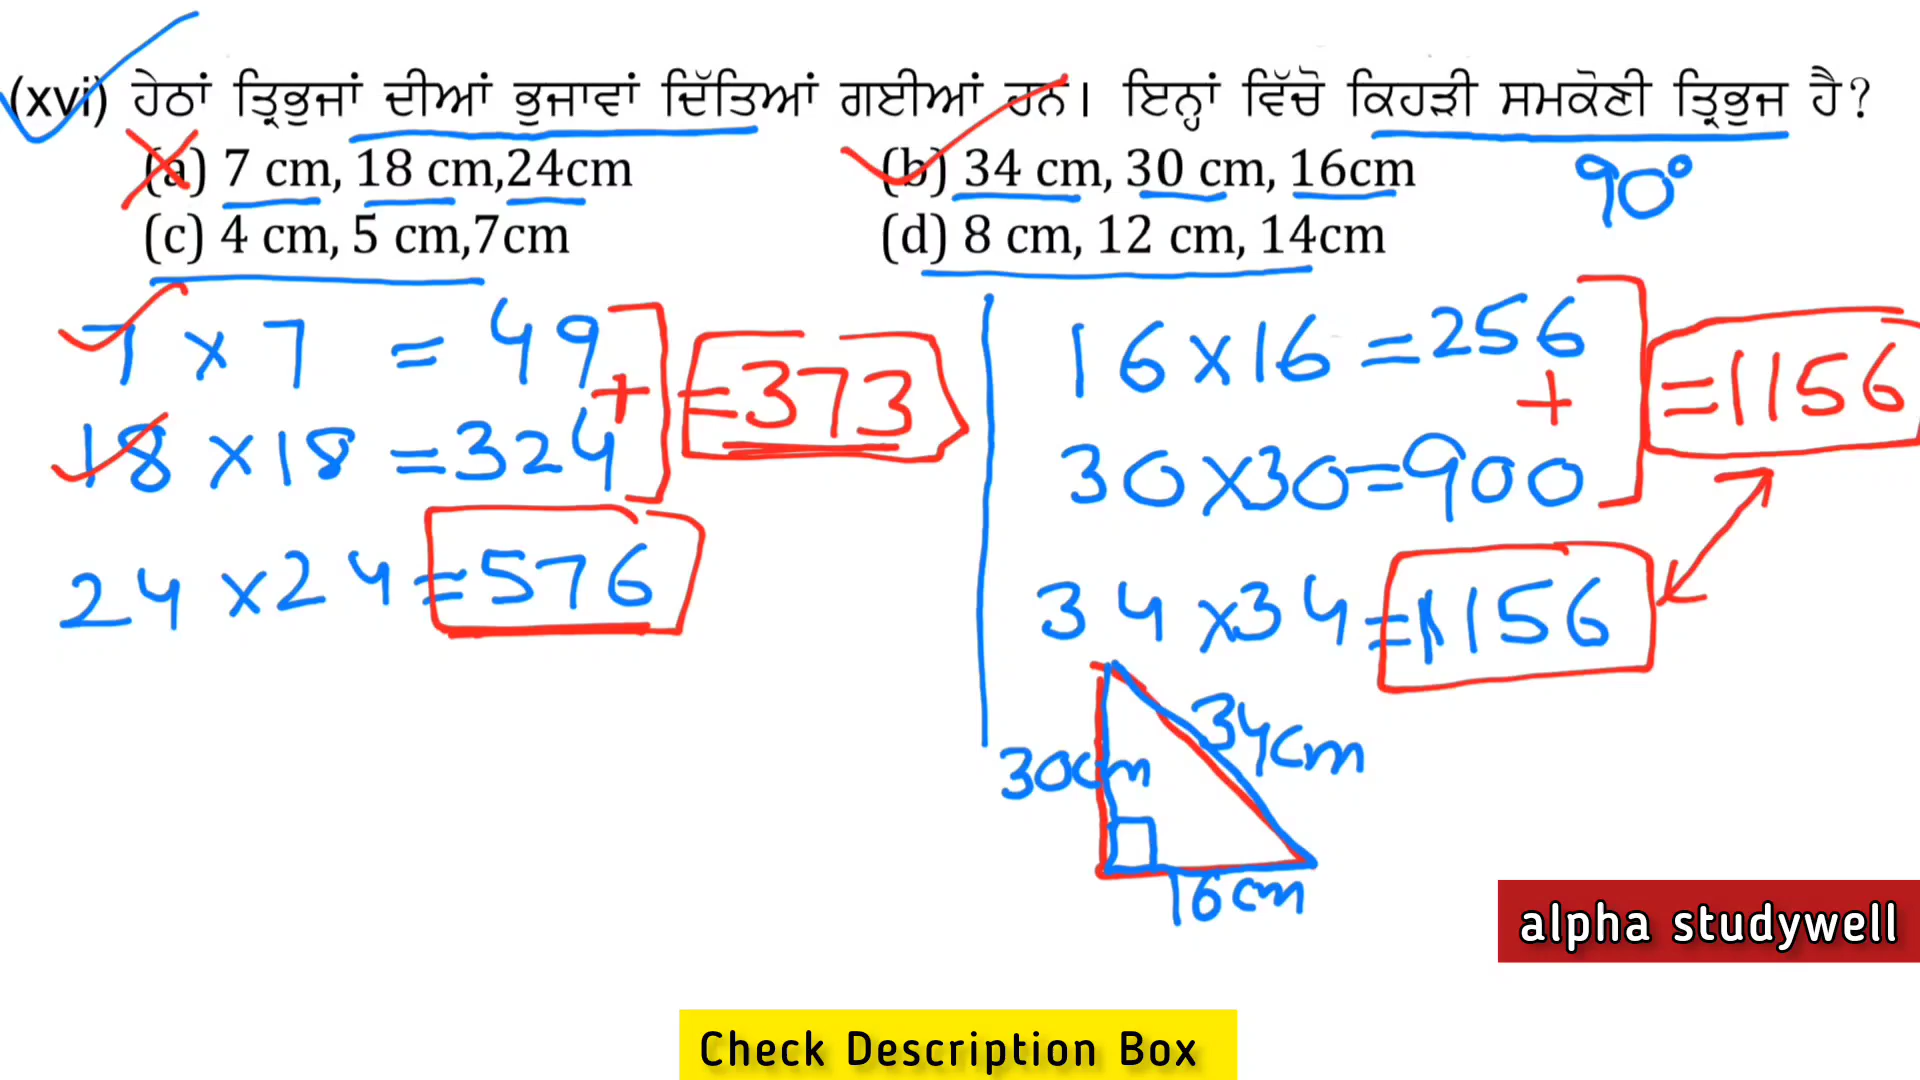 (xvi) ਹੇਠਾਂ ਤ੍ਰਿਭੁਜਾਂ ਦੀਆਂ ਭੁਜਾਵਾਂ ਦਿੱਤਿਆਂ ਗਈਆਂ ਹਨ। ਇਨ੍ਹਾਂ ਵਿੱਚੋ ਕਿਹੜੀ ਸਮਕੋਣੀ ਤ੍ਰਿਭੁਜ ਹੈ?
(a) 7 cm, 18 cm,24cm (b) 34 cm, 30 cm, 16cm
90°
(c) 4 cm, 5 cm,7cm (d) 8 cm, 12 cm, 14cm
7 × 7 = 49
+
18 × 18 = 324
= 373
24 × 24 = 576
16 × 16 = 256
+
30 × 30 = 900
= 1156
34 × 34 = 1156
34cm
30cm
16cm
alpha studywell
Check Description Box